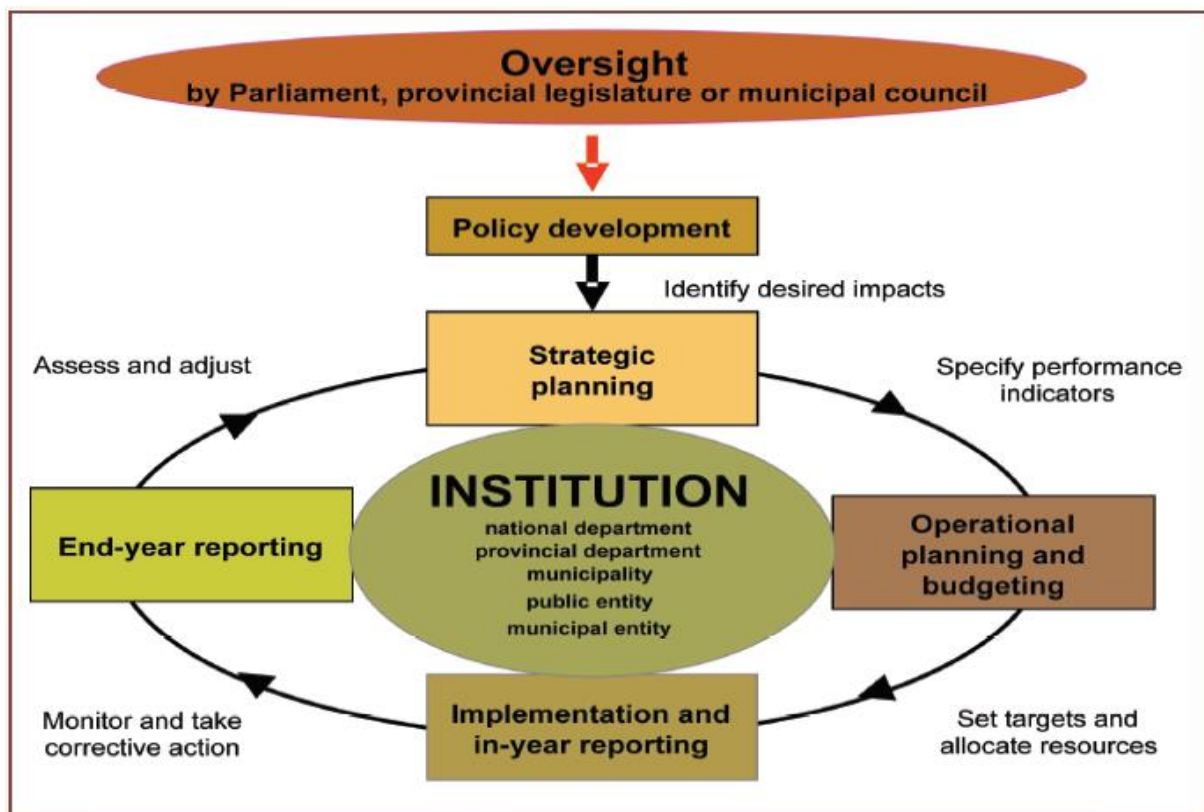 Oversight
by Parliament, provincial legislature or municipal council
Policy development
Identify desired impacts
Strategic
planning
Assess and adjust
Specify performance
indicators
INSTITUTION
national department
provincial department
municipality
public entity
municipal entity
End-year reporting
Operational
planning and
budgeting
Implementation and
in-year reporting
Monitor and take
corrective action
Set targets and
allocate resources